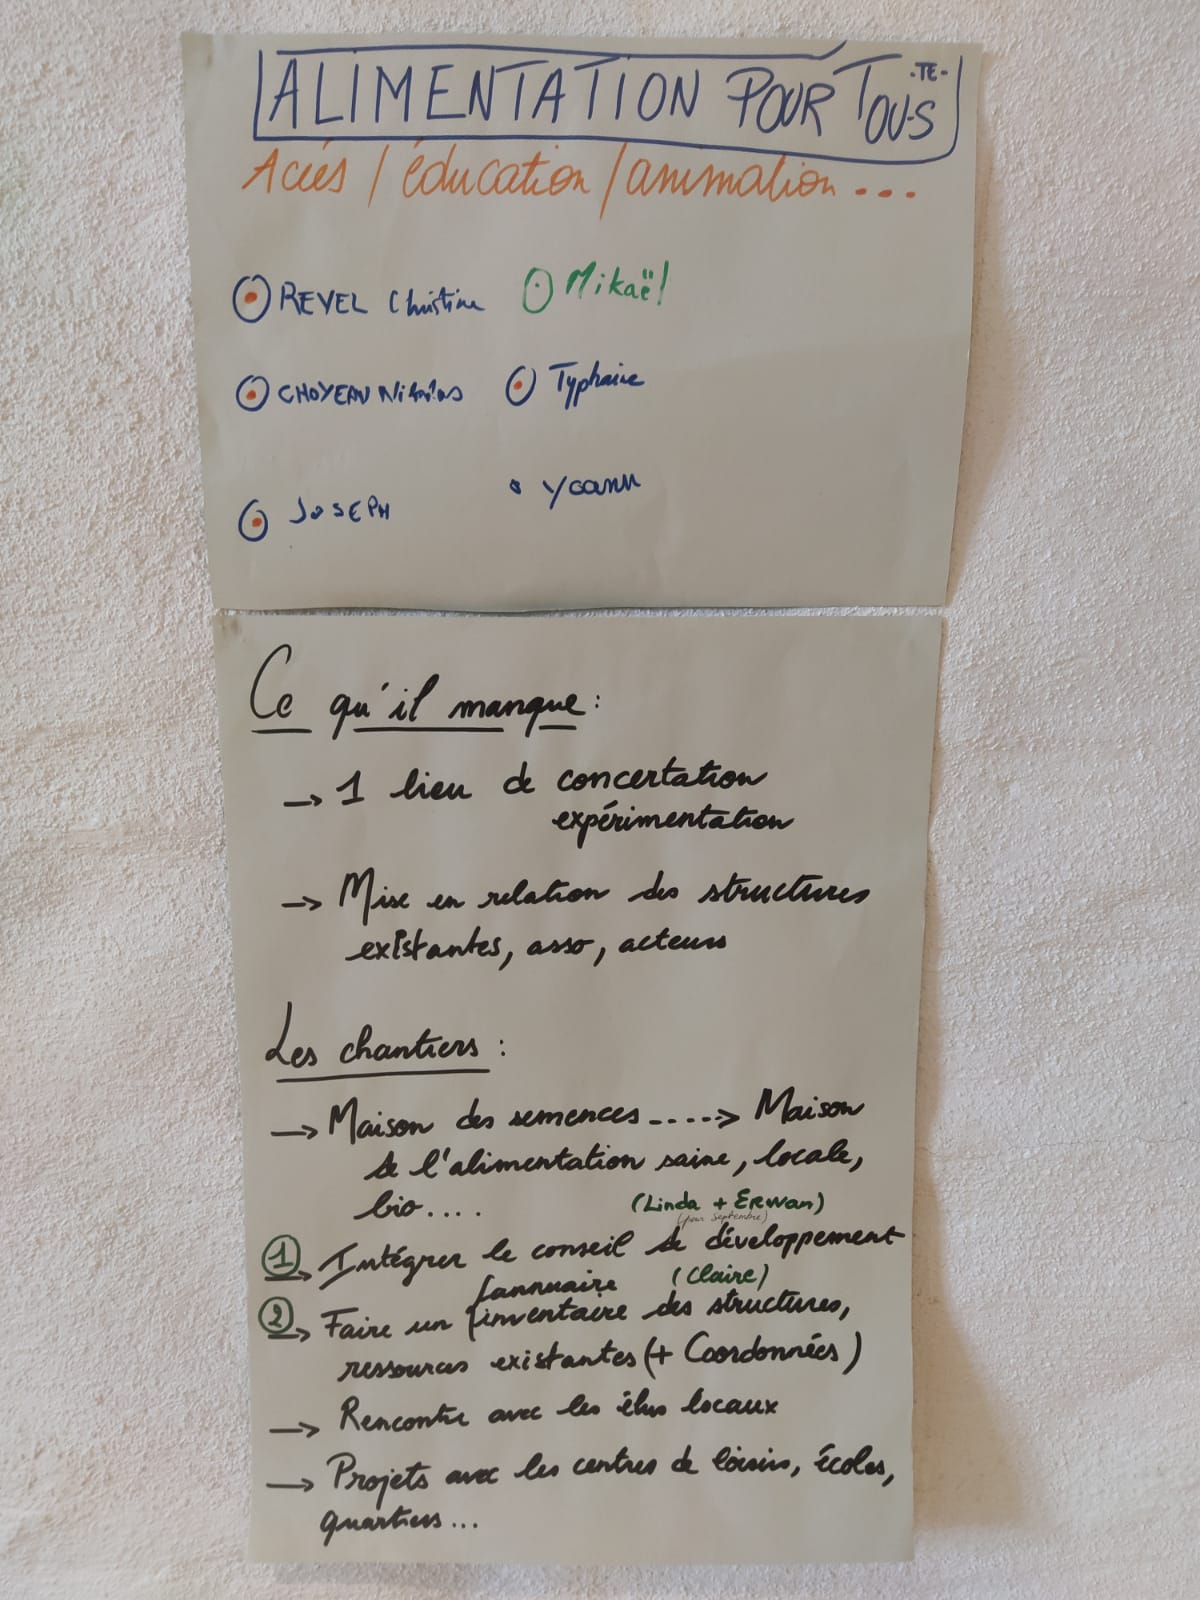 ALIMENTATION POUR TOUS -TE-
Accès / éducation / animation...
REVEL Christine
Mikaël
CHOYEAU Nikolas
Typhaine
JOSEPH
Yoann
Ce qu'il manque :
→ 1 lieu de concertation
expérimentation
→ Mise en relation des structures
existantes, asso, acteurs
Les chantiers :
→ Maison des semences ----> Maison
de l'alimentation saine, locale,
bio....
(Linda + Erwan)
(pour septembre)
① → Intégrer le conseil de développement
l'annuaire (Claire)
② → Faire un inventaire des structures,
ressources existantes (+ Coordonnées)
→ Rencontre avec les élus locaux
→ Projets avec les centres de loisirs, écoles,
quartiers...